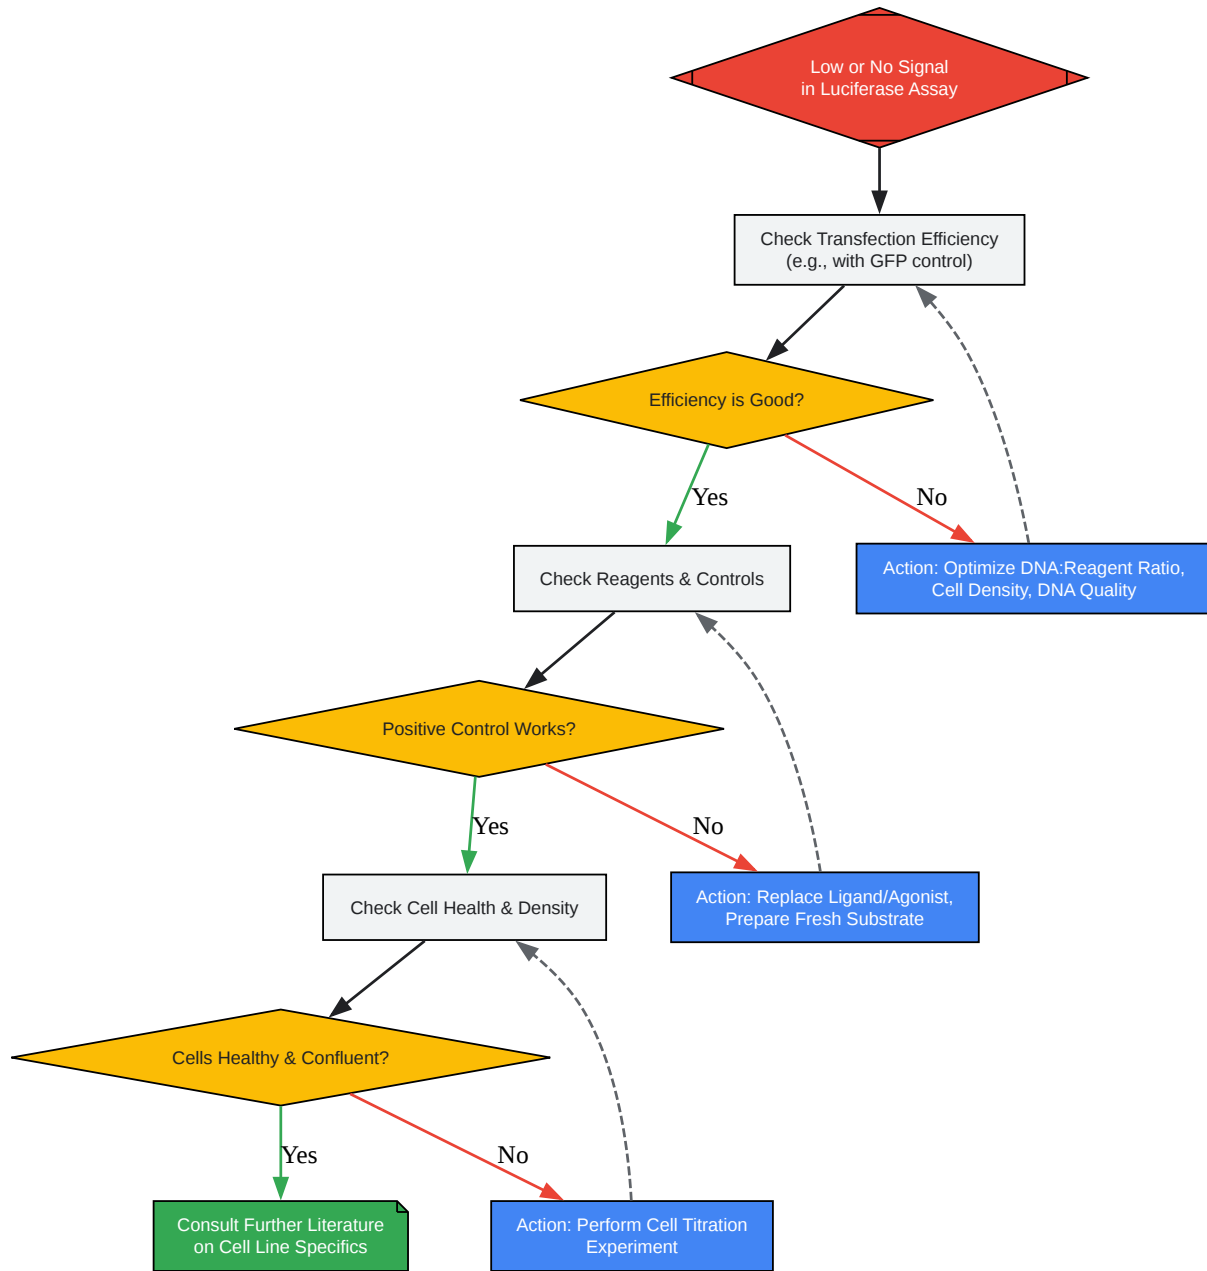 Low or No Signal
in Luciferase Assay
Check Transfection Efficiency
(e.g., with GFP control)
Efficiency is Good?
Yes
No
Check Reagents & Controls
Action: Optimize DNA:Reagent Ratio,
Cell Density, DNA Quality
Positive Control Works?
Yes
No
Check Cell Health & Density
Action: Replace Ligand/Agonist,
Prepare Fresh Substrate
Cells Healthy & Confluent?
Yes
No
Consult Further Literature
on Cell Line Specifics
Action: Perform Cell Titration
Experiment